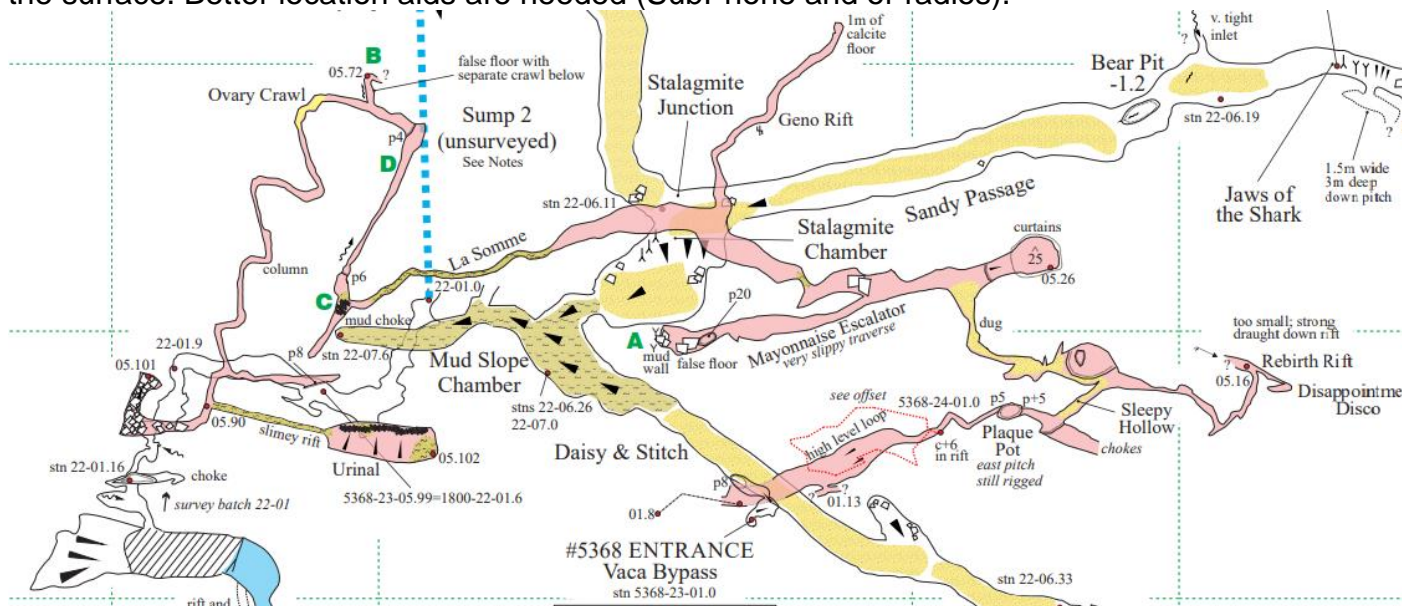 the surface. Better location aids are needed (SubPhone and or radios).
1m of
calcite
floor
v. tight
inlet
?
B
05.72
?
false floor with
separate crawl below
Ovary Crawl
Stalagmite
Junction
Bear Pit
-1.2
stn 22-06.19
p4
D
Sump 2
(unsurveyed)
See Notes
Geno Rift
?
1.5m wide
3m deep
down pitch
Jaws of
the Shark
stn 22-06.11
Sandy Passage
Stalagmite
Chamber
curtains
25
05.26
La Somme
column
p6
C
22-01.0
mud choke
p20
A
mud
wall
false floor
Mayonnaise Escalator
very slippy traverse
dug
too small; strong
draught down rift
?
?
Rebirth Rift
05.16
Disappointme
Disco
22-01.9
05.101
p8
stn 22-07.6
Mud Slope
Chamber
stns 22-06.26
22-07.0
see offset
5368-24-01.0
p5
p+5
high level loop
Sleepy
Hollow
c+6
in rift
Plaque
Pot
east pitch
still rigged
chokes
05.90
slimey rift
Urinal
05.102
Daisy & Stitch
stn 22-01.16
choke
5368-23-05.99=1800-22-01.6
survey batch 22-01
p8
?
?
01.13
01.8
#5368 ENTRANCE
Vaca Bypass
stn 5368-23-01.0
stn 22-06.33
rift and